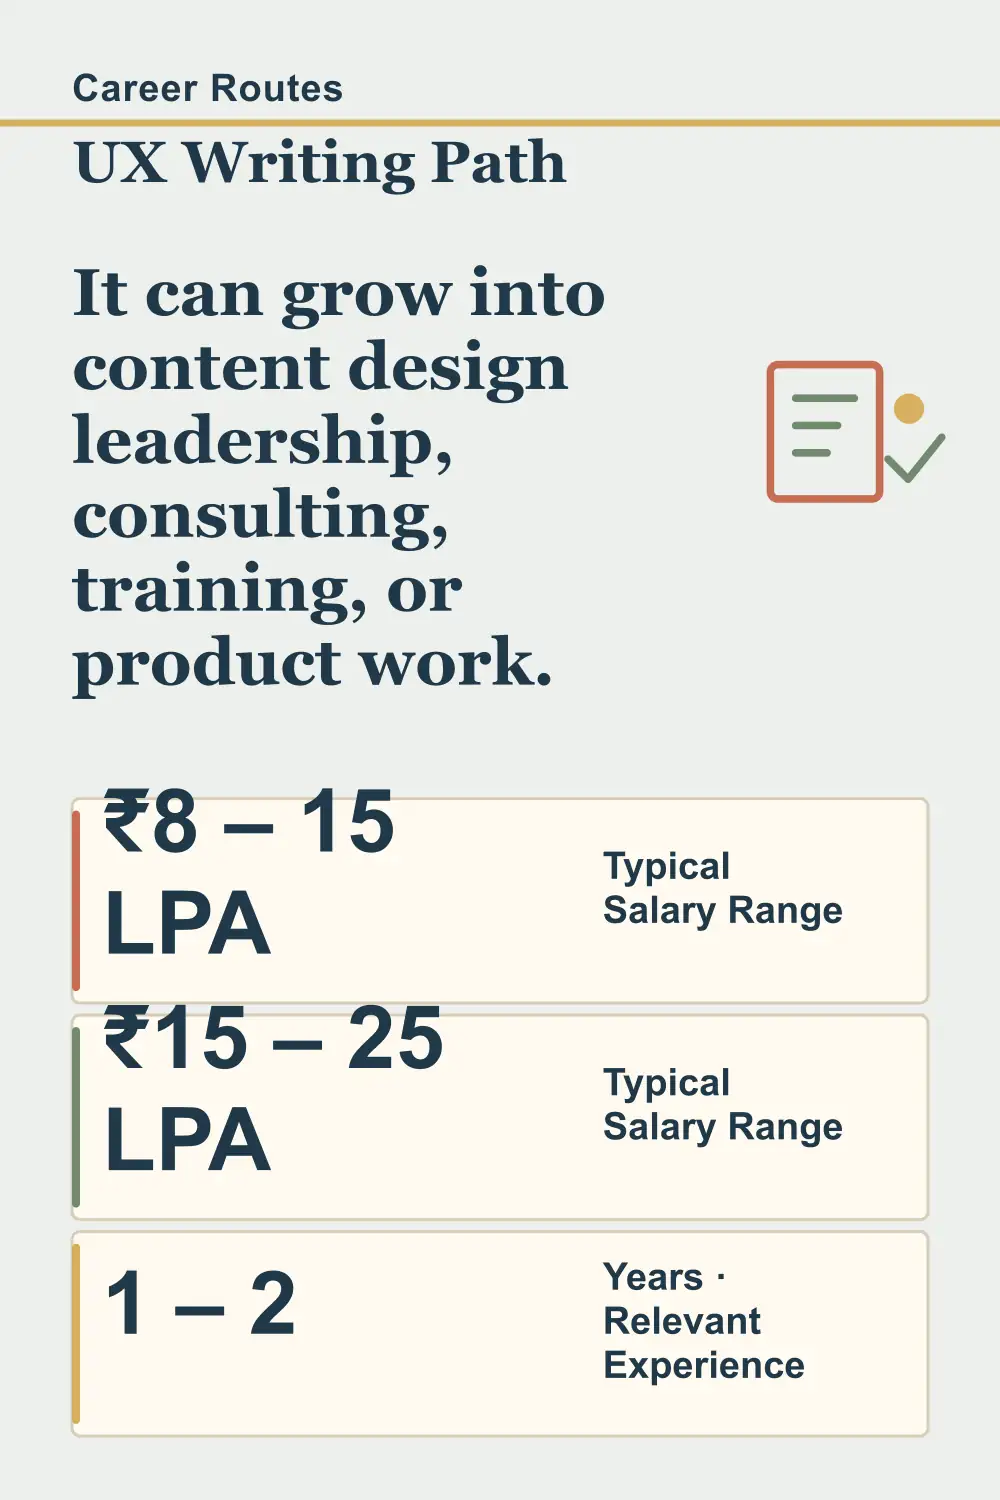 Career Routes
UX Writing Path
It can grow into
content design
leadership,
consulting,
training, or
product work.
₹8 – 15
LPA
Typical
Salary Range
₹15 – 25
LPA
Typical
Salary Range
1 – 2
Years ·
Relevant
Experience